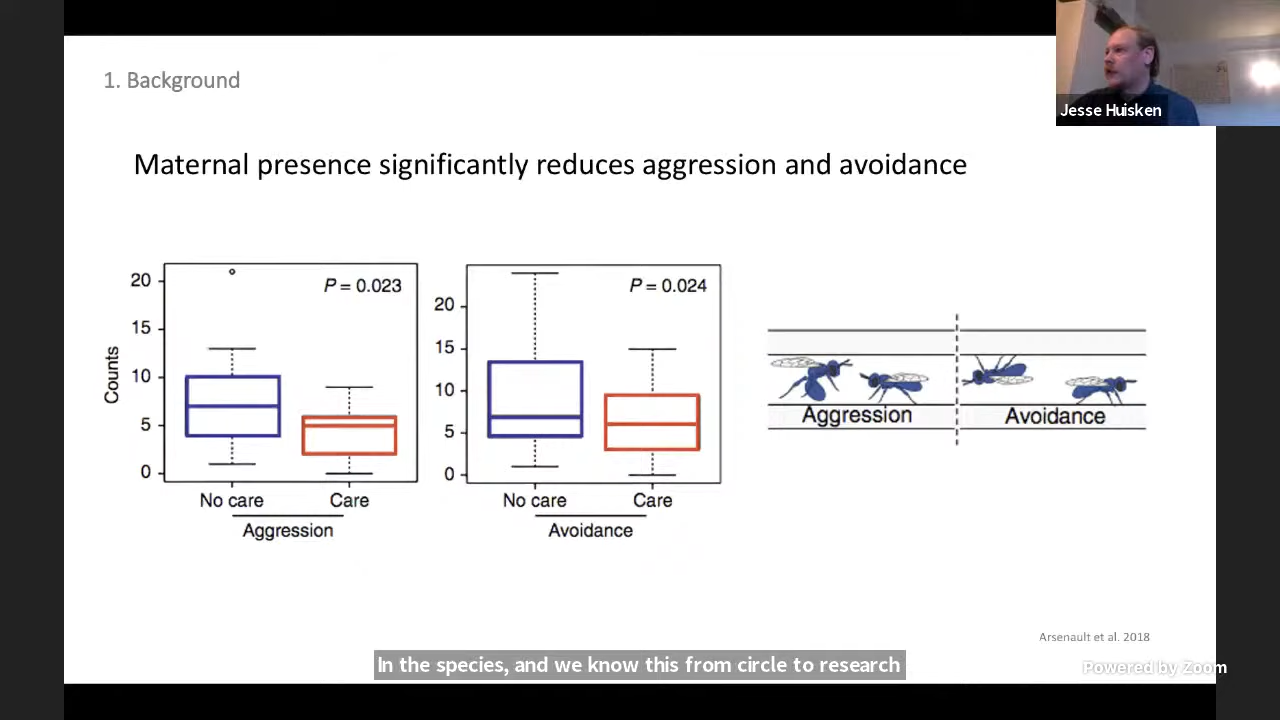 1. Background
Jesse Huisken
Maternal presence significantly reduces aggression and avoidance
Counts
20
15
10
5
0
P = 0.023
No care
Care
Aggression
20
15
10
5
0
P = 0.024
No care
Care
Avoidance
Aggression
Avoidance
Arsenault et al. 2018
In the species, and we know this from circle to research
Powered by Zoom